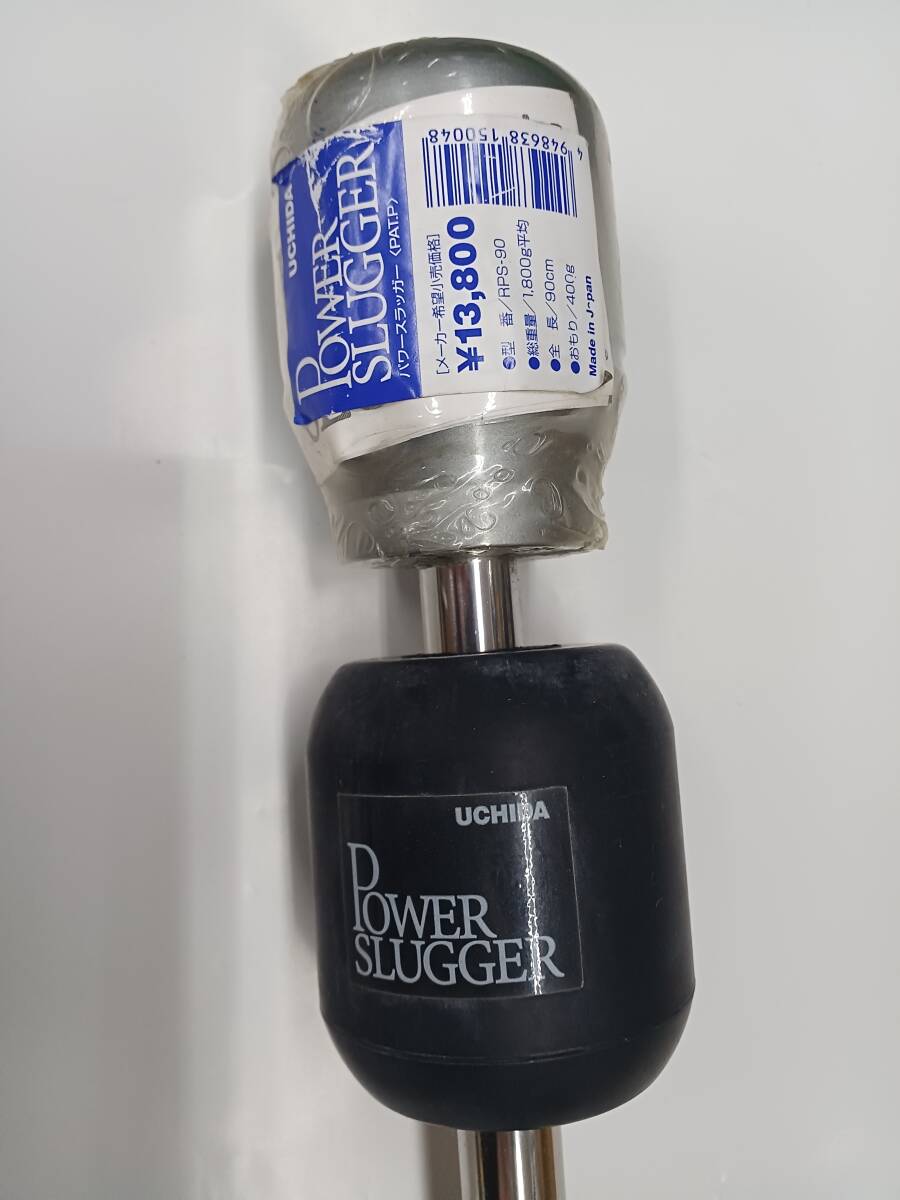 UCHIDA
POWER
SLUGGER
パワースラッガー〈PAT.P〉
4 948638 150048
[メーカー希望小売価格]
¥13,800
●型 番/RPS-90
●総重量/1,800g平均
●全 長/90cm
●おもり/400g
Made in Japan
UCHIDA
POWER
SLUGGER